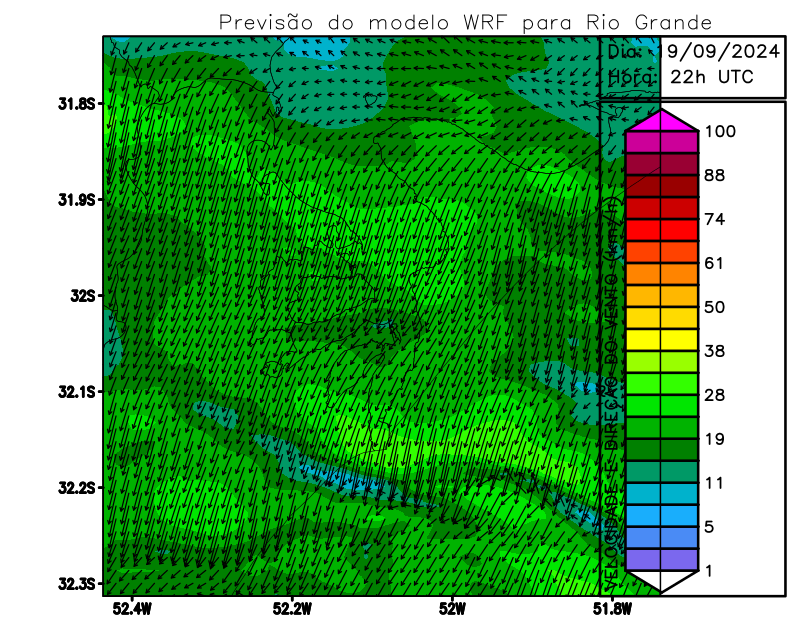 Previsão do modelo WRF para Rio Grande
Dia: 19/09/2024
Hora: 22h UTC
31.8S
31.9S
32S
32.1S
32.2S
32.3S
52.4W
52.2W
52W
51.8W
VELOCIDADE E DIREÇÃO DO VENTO (km/h)
100
88
74
61
50
38
28
19
11
5
1